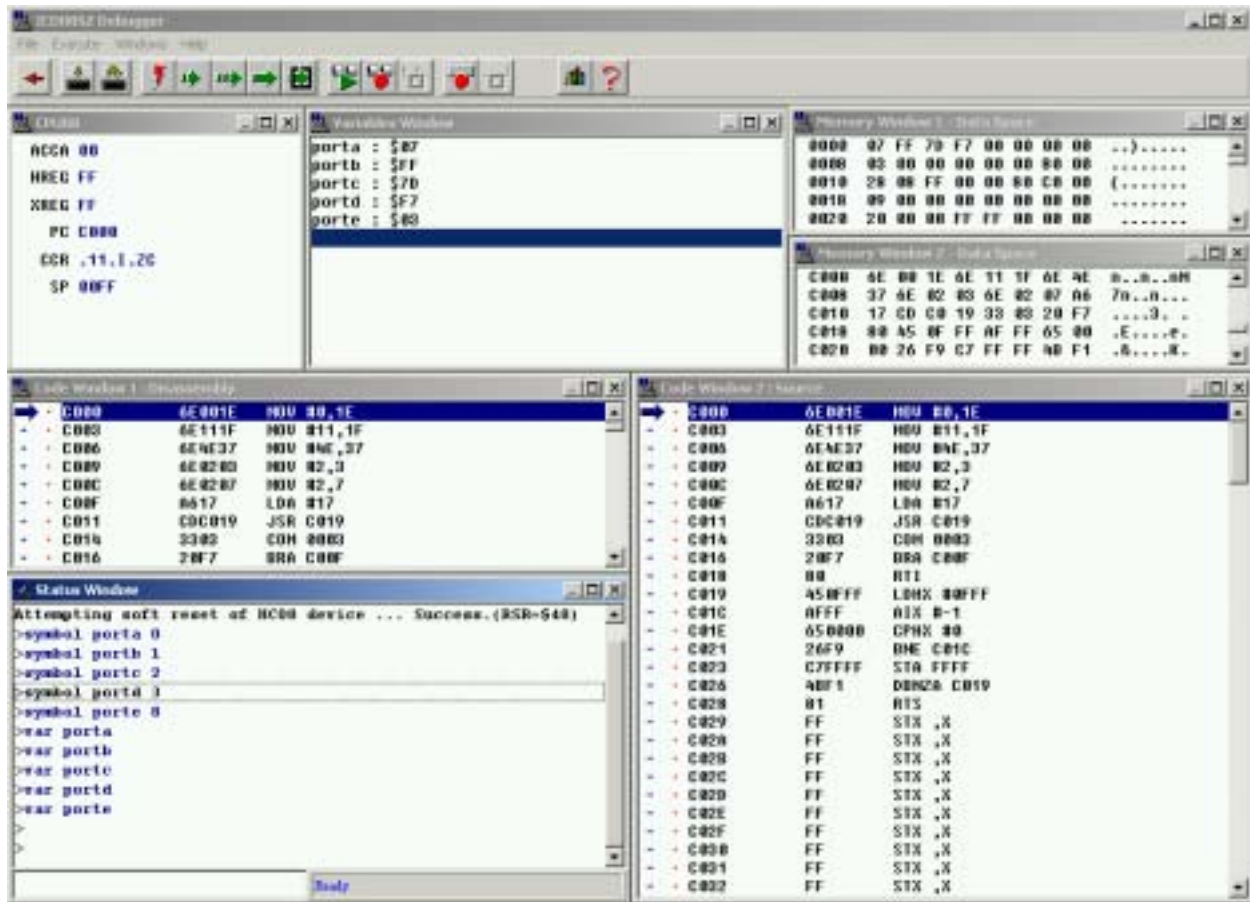 ICD08SZ Debugger
File Execute Windows Help
CPU08
ACCA 00
HREG FF
XREG FF
PC C000
CCR .11.I.ZC
SP 00FF
Variables Window
porta : $07
portb : $FF
portc : $7D
portd : $F7
porte : $03
Memory Window 1 : Data Space
0000 07 FF 7D F7 00 00 00 00 ..}.....
0008 03 00 00 00 00 00 80 00 ........
0010 28 08 FF 00 00 80 C0 00 (.......
0018 09 00 00 00 00 00 00 00 ........
0020 20 00 00 FF FF 00 00 00 .......
Memory Window 2 : Data Space
C000 6E 00 1E 6E 11 1F 6E 4E n..n..nN
C008 37 6E 02 03 6E 02 07 A6 7n..n...
C010 17 CD C0 19 33 03 20 F7 ....3. .
C018 80 45 0F FF AF FF 65 00 .E....e.
C020 00 26 F9 C7 FF FF 4B F1 .&....K.
Code Window 1 : Disassembly
C000 6E001E MOV #0,1E
C003 6E111F MOV #11,1F
C006 6E4E37 MOV #4E,37
C009 6E0203 MOV #2,3
C00C 6E0207 MOV #2,7
C00F A617 LDA #17
C011 CDC019 JSR C019
C014 3303 COM 0003
C016 20F7 BRA C00F
Status Window
Attempting soft reset of HC08 device ... Success.(RSR=$40)
>symbol porta 0
>symbol portb 1
>symbol portc 2
>symbol portd 3
>symbol porte 8
>var porta
>var portb
>var portc
>var portd
>var porte
>
>
Ready
Code Window 2 : Source
C000 6E001E MOV #0,1E
C003 6E111F MOV #11,1F
C006 6E4E37 MOV #4E,37
C009 6E0203 MOV #2,3
C00C 6E0207 MOV #2,7
C00F A617 LDA #17
C011 CDC019 JSR C019
C014 3303 COM 0003
C016 20F7 BRA C00F
C018 80 RTI
C019 450FFF LDHX #0FFF
C01C AFFF AIX #-1
C01E 650000 CPHX #0
C021 26F9 BNE C01C
C023 C7FFFF STA FFFF
C026 4BF1 DBNZA C019
C028 81 RTS
C029 FF STX ,X
C02A FF STX ,X
C02B FF STX ,X
C02C FF STX ,X
C02D FF STX ,X
C02E FF STX ,X
C02F FF STX ,X
C030 FF STX ,X
C031 FF STX ,X
C032 FF STX ,X